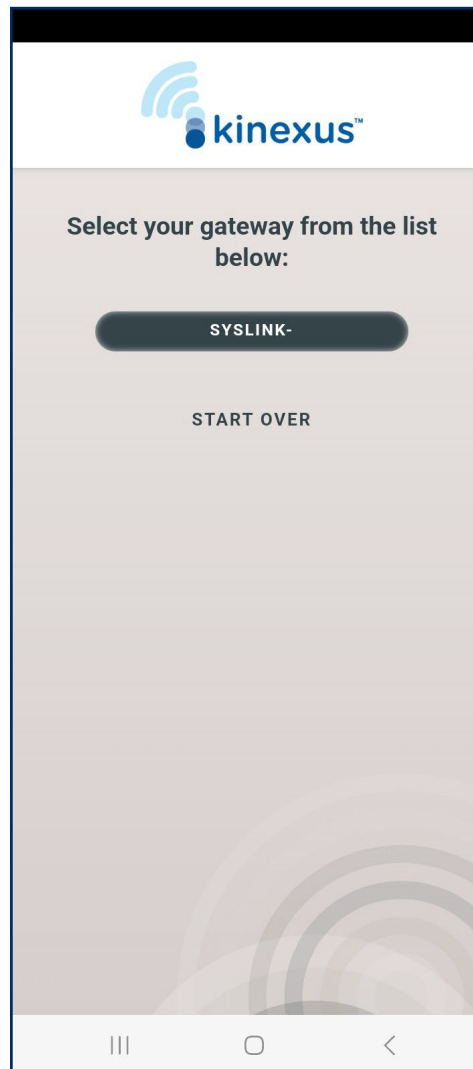 kinexus™
Select your gateway from the list
below:
SYSLINK-
START OVER